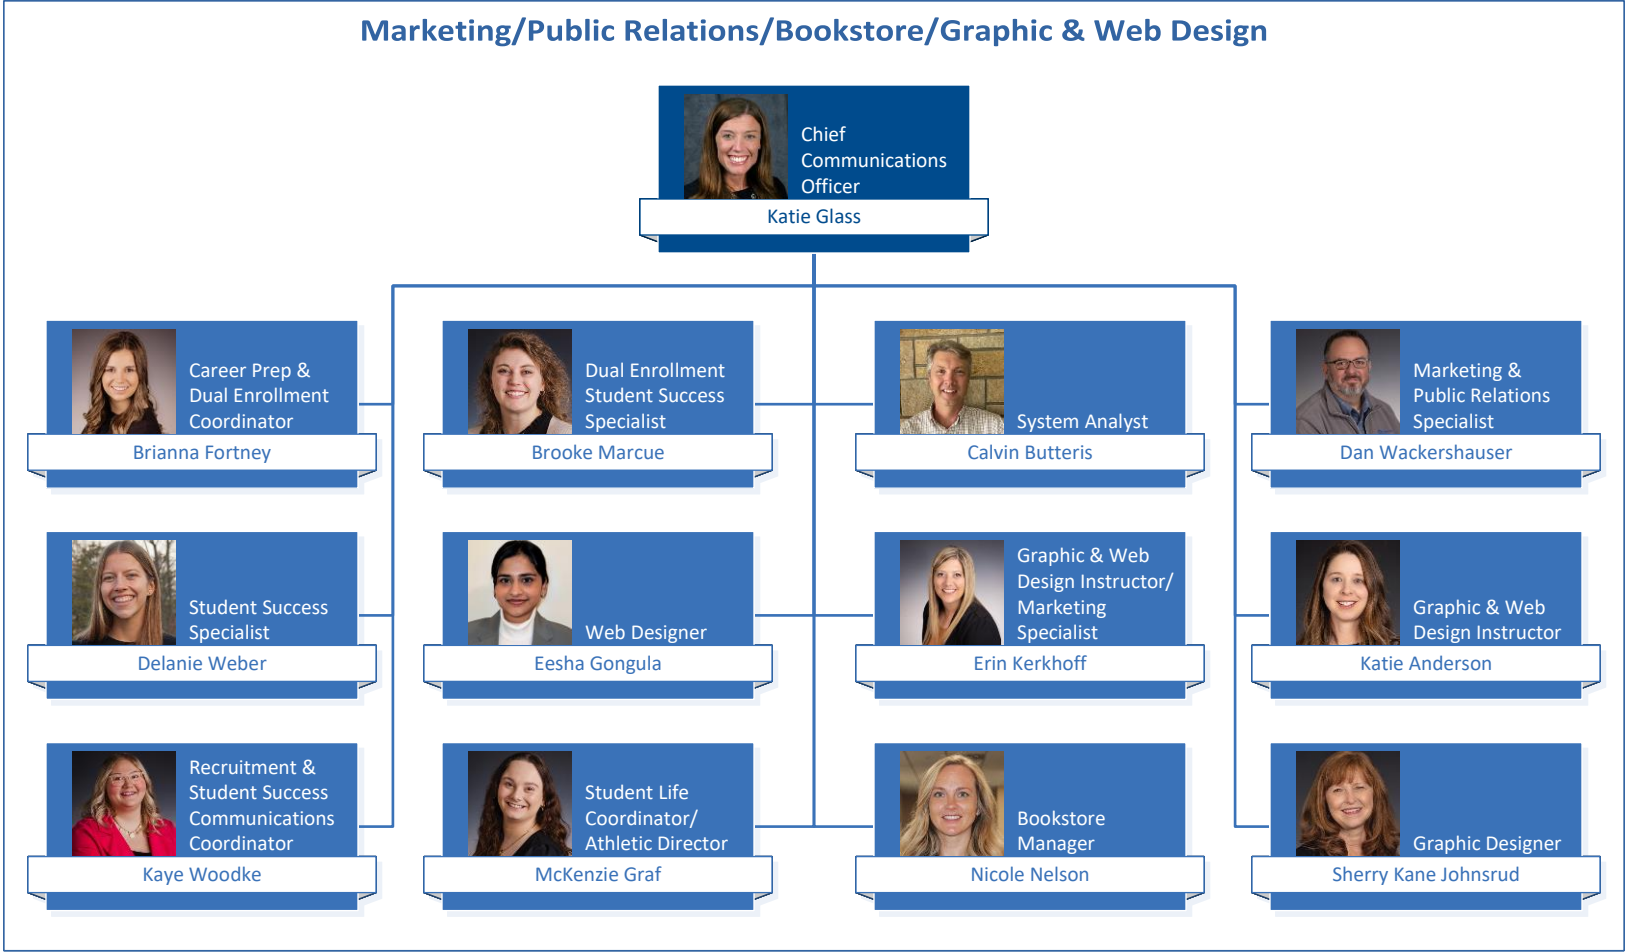 Marketing/Public Relations/Bookstore/Graphic & Web Design
Chief
Communications
Officer
Katie Glass
Career Prep &
Dual Enrollment
Coordinator
Brianna Fortney
Dual Enrollment
Student Success
Specialist
Brooke Marcue
System Analyst
Calvin Butteris
Marketing &
Public Relations
Specialist
Dan Wackershauser
Student Success
Specialist
Delanie Weber
Web Designer
Eesha Gongula
Graphic & Web
Design Instructor/
Marketing
Specialist
Erin Kerkhoff
Graphic & Web
Design Instructor
Katie Anderson
Recruitment &
Student Success
Communications
Coordinator
Kaye Woodke
Student Life
Coordinator/
Athletic Director
McKenzie Graf
Bookstore
Manager
Nicole Nelson
Graphic Designer
Sherry Kane Johnsrud